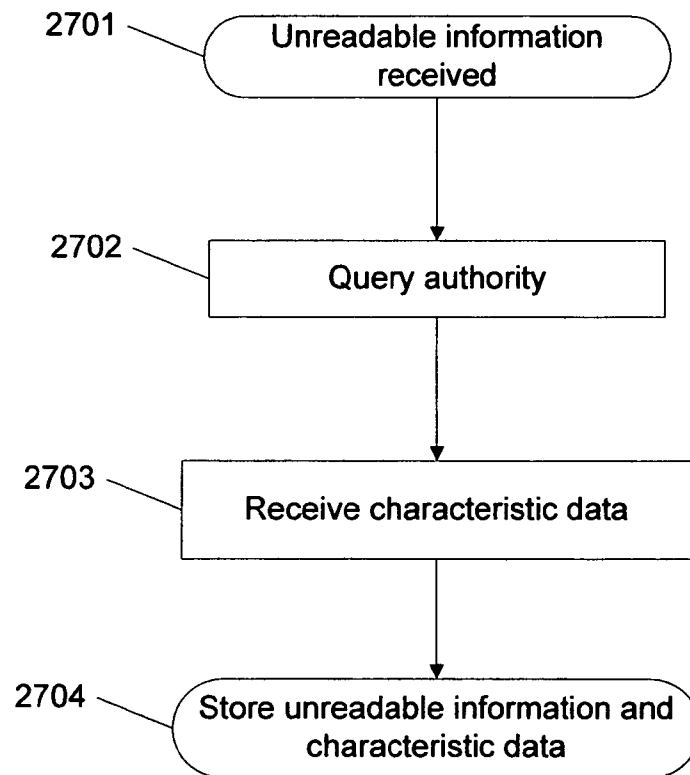 2701
Unreadable information
received
2702
Query authority
2703
Receive characteristic data
2704
Store unreadable information and
characteristic data